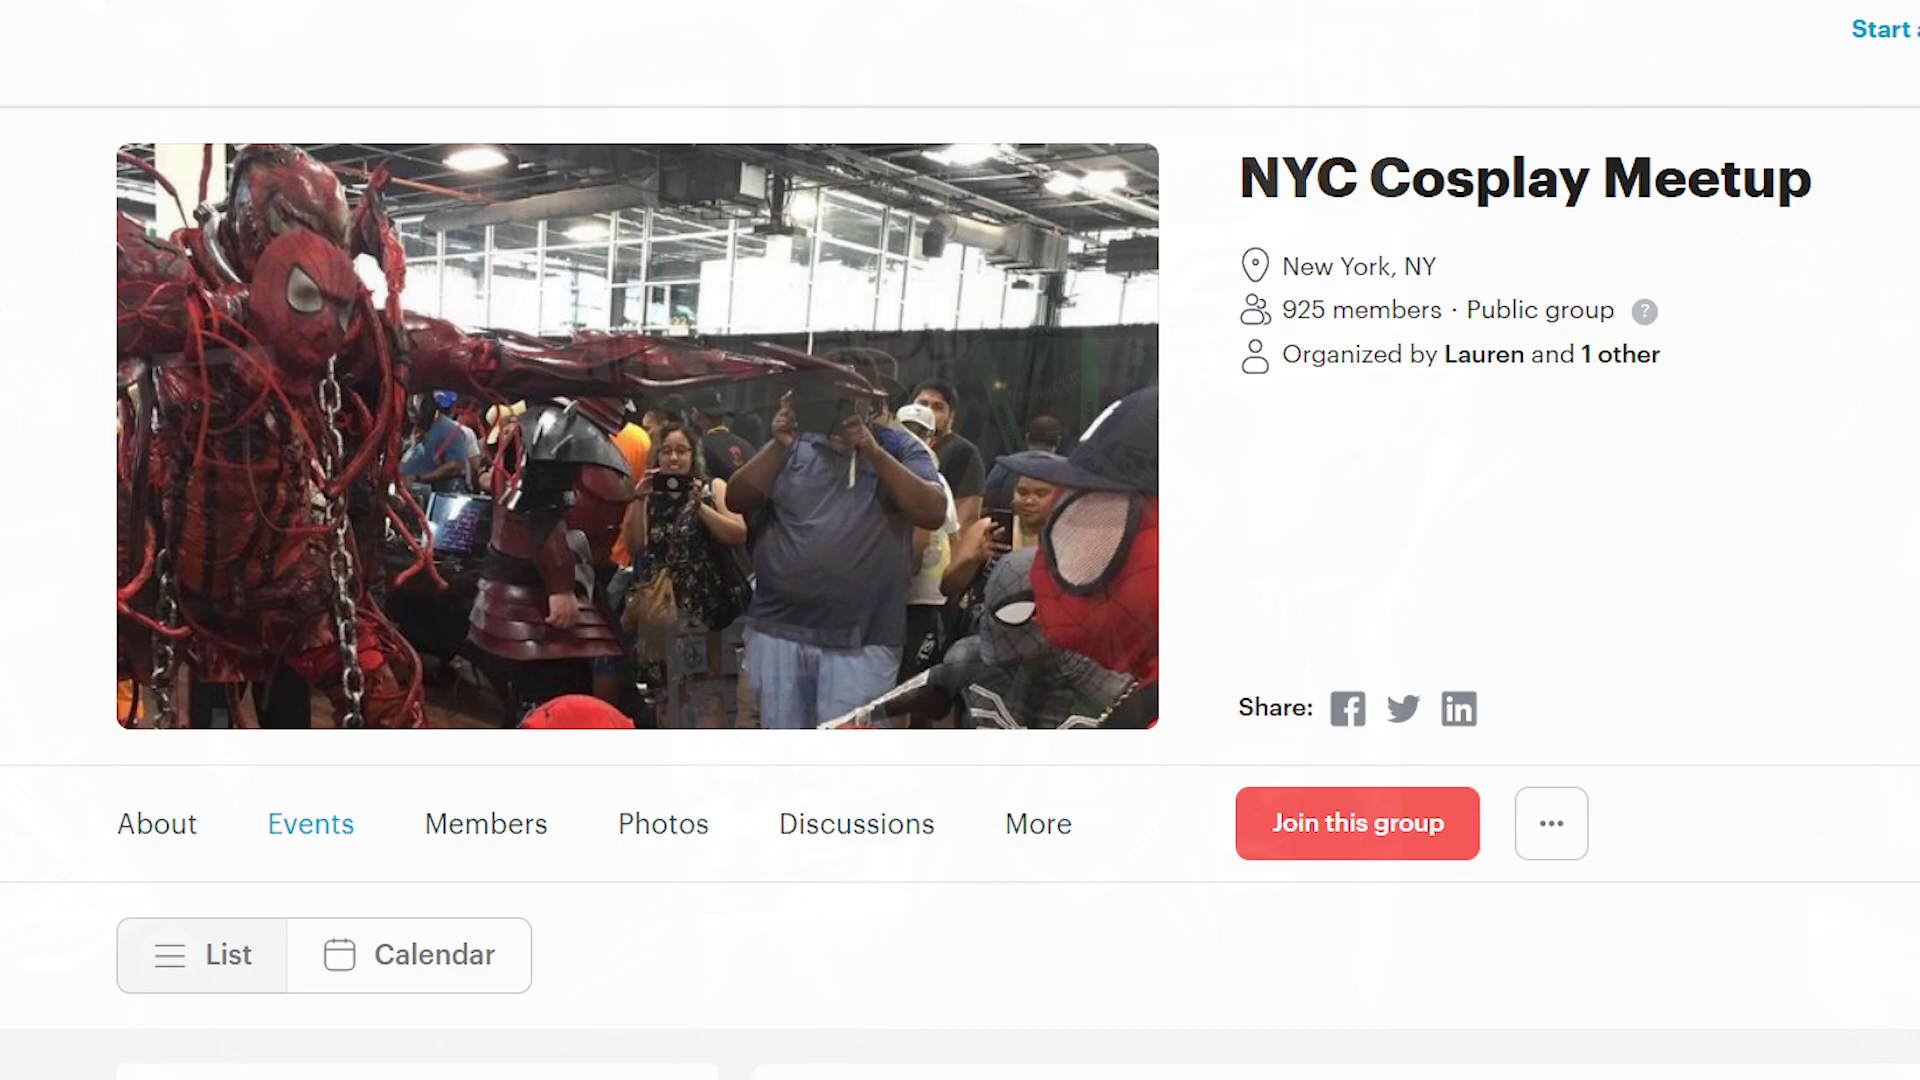 Start
NYC Cosplay Meetup
New York, NY
925 members · Public group ?
Organized by Lauren and 1 other
Share:
About Events Members Photos Discussions More
Join this group
List Calendar